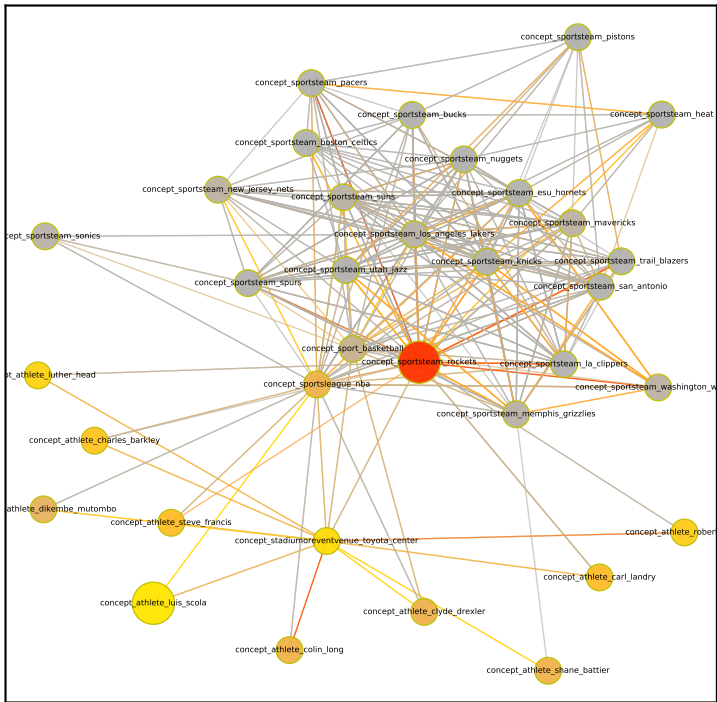 concept_sportsteam_pistons
concept_sportsteam_pacers
concept_sportsteam_bucks
concept_sportsteam_heat
concept_sportsteam_boston_celtics
concept_sportsteam_nuggets
concept_sportsteam_new_jersey_nets
concept_sportsteam_esu_hornets
concept_sportsteam_suns
concept_sportsteam_mavericks
cept_sportsteam_sonics
concept_sportsteam_los_angeles_lakers
concept_sportsteam_knicks
concept_sportsteam_trail_blazers
concept_sportsteam_utah_jazz
concept_sportsteam_spurs
concept_sportsteam_san_antonio
concept_sport_basketball
concept_sportsteam_rockets
concept_sportsteam_la_clippers
pt_athlete_luther_head
concept_sportsleague_nba
concept_sportsteam_washington_w
concept_sportsteam_memphis_grizzlies
concept_athlete_charles_barkley
athlete_dikembe_mutombo
concept_athlete_steve_francis
concept_athlete_rober
concept_stadiumoreventvenue_toyota_center
concept_athlete_carl_landry
concept_athlete_luis_scola
concept_athlete_clyde_drexler
concept_athlete_colin_long
concept_athlete_shane_battier